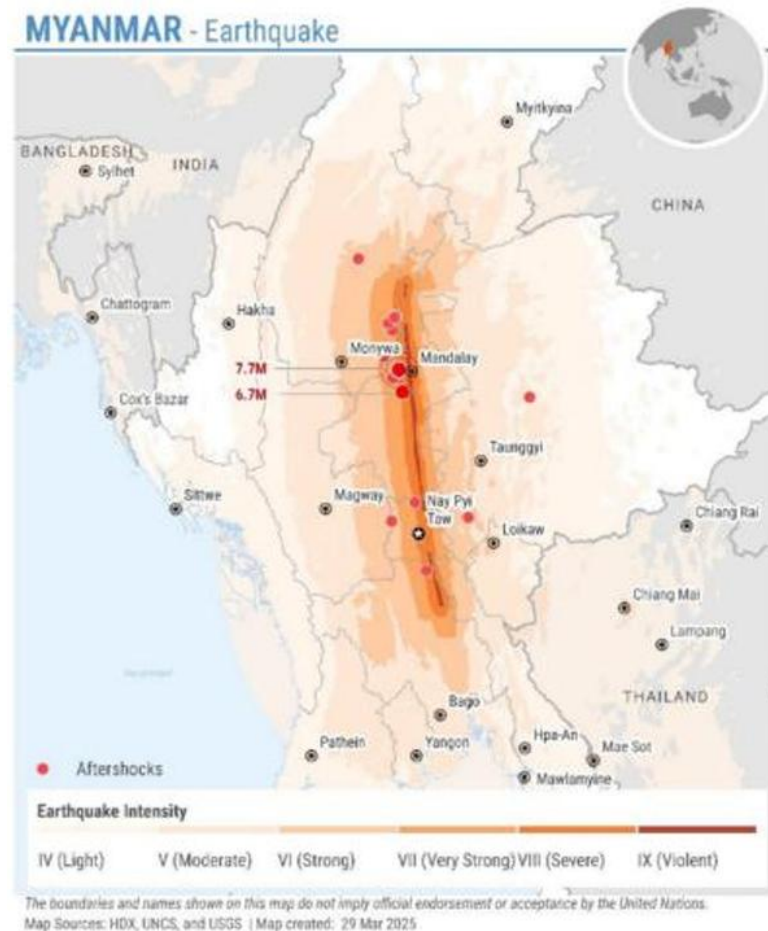 MYANMAR - Earthquake
Myitkyina
BANGLADESH
INDIA
Sylhet
CHINA
Chattogram
Hakha
Monywa
Mandalay
7.7M
6.7M
Cox's Bazar
Taunggyi
Sittwe
Magway
Nay Pyi
Taw
Loikaw
Chiang Rai
Chiang Mai
Lampang
THAILAND
Bago
Pathein
Yangon
Hpa-An
Mae Sot
Mawlamyine
Aftershocks
Earthquake Intensity
IV (Light) V (Moderate) VI (Strong) VII (Very Strong) VIII (Severe) IX (Violent)
The boundaries and names shown on this map do not imply official endorsement or acceptance by the United Nations.
Map Sources: HDX, UNCS, and USGS | Map created: 29 Mar 2025